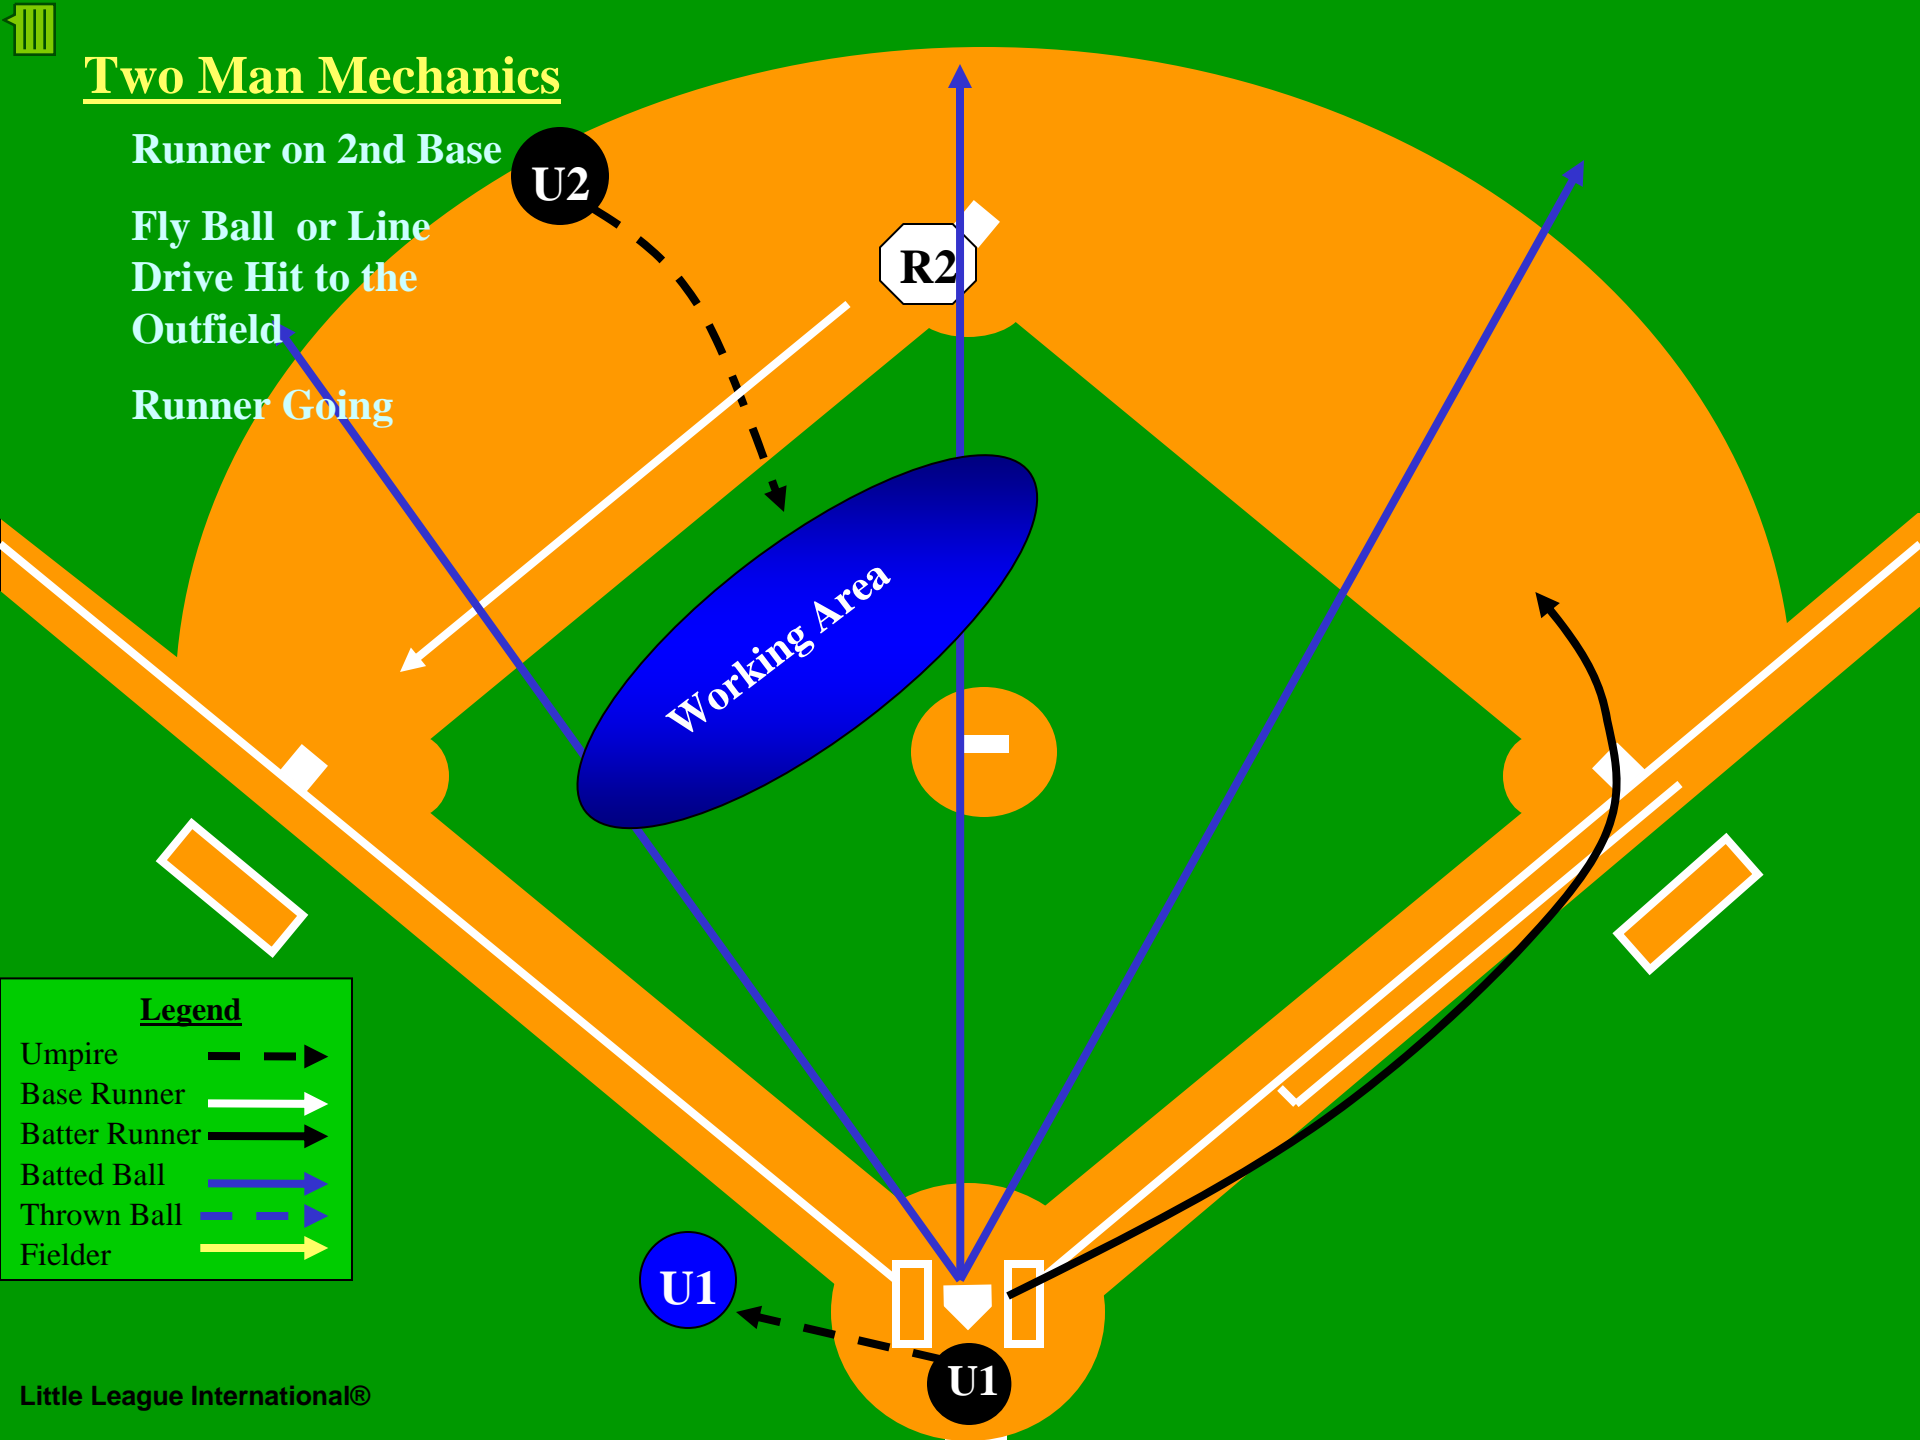 Two Man Mechanics
Runner on 2nd Base
Fly Ball or Line
Drive Hit to the
Outfield
Runner Going
U2
R2
Working Area
Legend
Umpire
Base Runner
Batter Runner
Batted Ball
Thrown Ball
Fielder
U1
U1
Little League International®